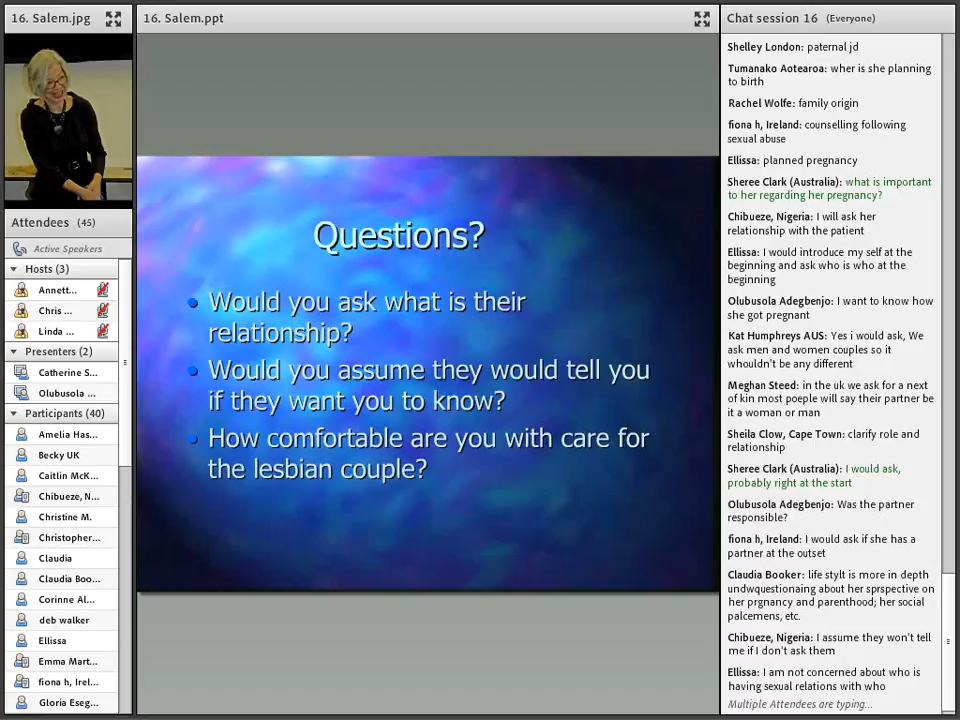 16. Salem.jpg
Attendees (45)
Active Speakers
Hosts (3)
Annett...
Chris ...
Linda ...
Presenters (2)
Catherine S...
Olubusola ...
Participants (40)
Amelia Has...
Becky UK
Caitlin McK...
Chibueze, N...
Christine M.
Christopher...
Claudia
Claudia Boo...
Corinne Al...
deb walker
Ellissa
Emma Mart...
fiona h, Irel...
Gloria Eseg...
16. Salem.ppt
Questions?
• Would you ask what is their
relationship?
• Would you assume they would tell you
if they want you to know?
• How comfortable are you with care for
the lesbian couple?
Chat session 16 (Everyone)
Shelley London: paternal jd
Tumanako Aotearoa: wher is she planning
to birth
Rachel Wolfe: family origin
fiona h, Ireland: counselling following
sexual abuse
Ellissa: planned pregnancy
Sheree Clark (Australia): what is important
to her regarding her pregnancy?
Chibueze, Nigeria: I will ask her
relationship with the patient
Ellissa: I would introduce my self at the
beginning and ask who is who at the
beginning
Olubusola Adegbenjo: I want to know how
she got pregnant
Kat Humphreys AUS: Yes i would ask, We
ask men and women couples so it
whouldn't be any different
Meghan Steed: in the uk we ask for a next
of kin most poeple will say their partner be
it a woman or man
Sheila Clow, Cape Town: clarify role and
relationship
Sheree Clark (Australia): I would ask,
probably right at the start
Olubusola Adegbenjo: Was the partner
responsible?
fiona h, Ireland: I would ask if she has a
partner at the outset
Claudia Booker: life stylt is more in depth
undwquestionaing about her sprspective on
her prgnancy and parenthood; her social
palcemens, etc.
Chibueze, Nigeria: I assume they won't tell
me if I don't ask them
Ellissa: I am not concerned about who is
having sexual relations with who
Multiple Attendees are typing...